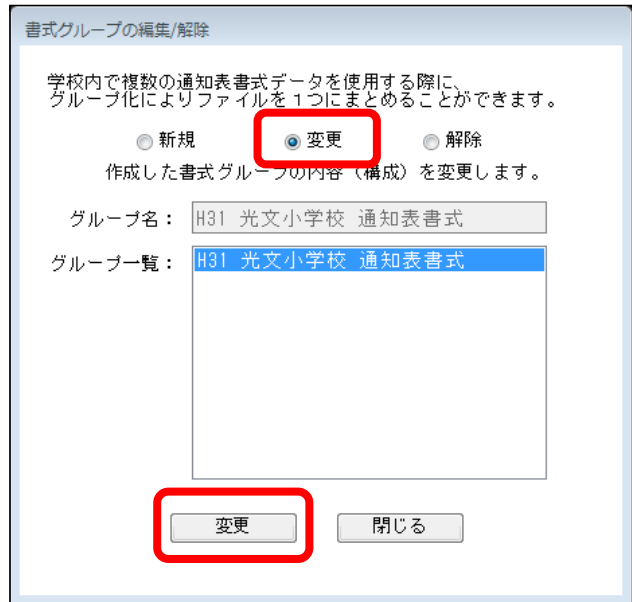 書式グループの編集/解除
学校内で複数の通知表書式データを使用する際に、
グループ化によりファイルを１つにまとめることができます。
新規 変更 解除
作成した書式グループの内容（構成）を変更します。
グループ名： H31 光文小学校 通知表書式
グループ一覧： H31 光文小学校 通知表書式
変更 閉じる